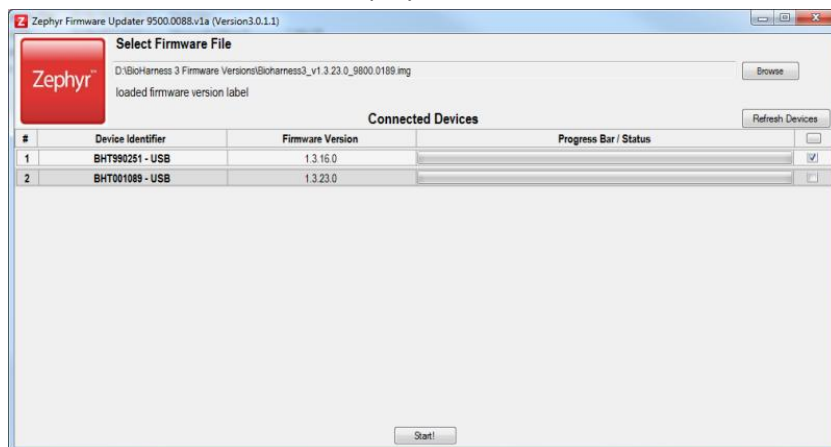 Zephyr Firmware Updater 9500.0088.v1a (Version3.0.1.1)
Select Firmware File
Zephyr™
D:\BioHarness 3 Firmware Versions\Bioharness3_v1.3.23.0_9800.0189.img
Browse
loaded firmware version label
Connected Devices
Refresh Devices
# Device Identifier Firmware Version Progress Bar / Status
1 BHT990251 - USB 1.3.16.0
2 BHT001089 - USB 1.3.23.0
Start!